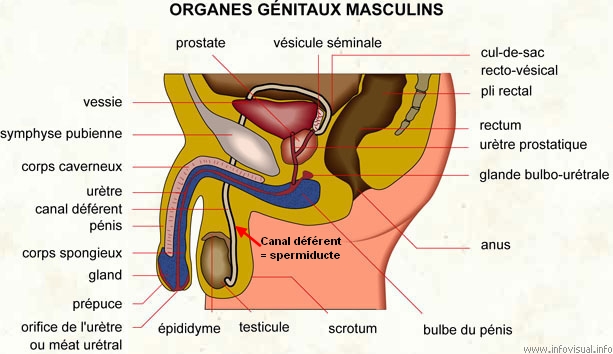 ORGANES GÉNITAUX MASCULINS
prostate
vésicule séminale
cul-de-sac
recto-vésical
pli rectal
vessie
rectum
symphyse pubienne
urètre prostatique
corps caverneux
glande bulbo-urétrale
urètre
canal déférent
pénis
Canal déférent
= spermiducte
anus
corps spongieux
gland
prépuce
orifice de l'urètre
ou méat urétral
épididyme
testicule
scrotum
bulbe du pénis
© www.infovisual.info